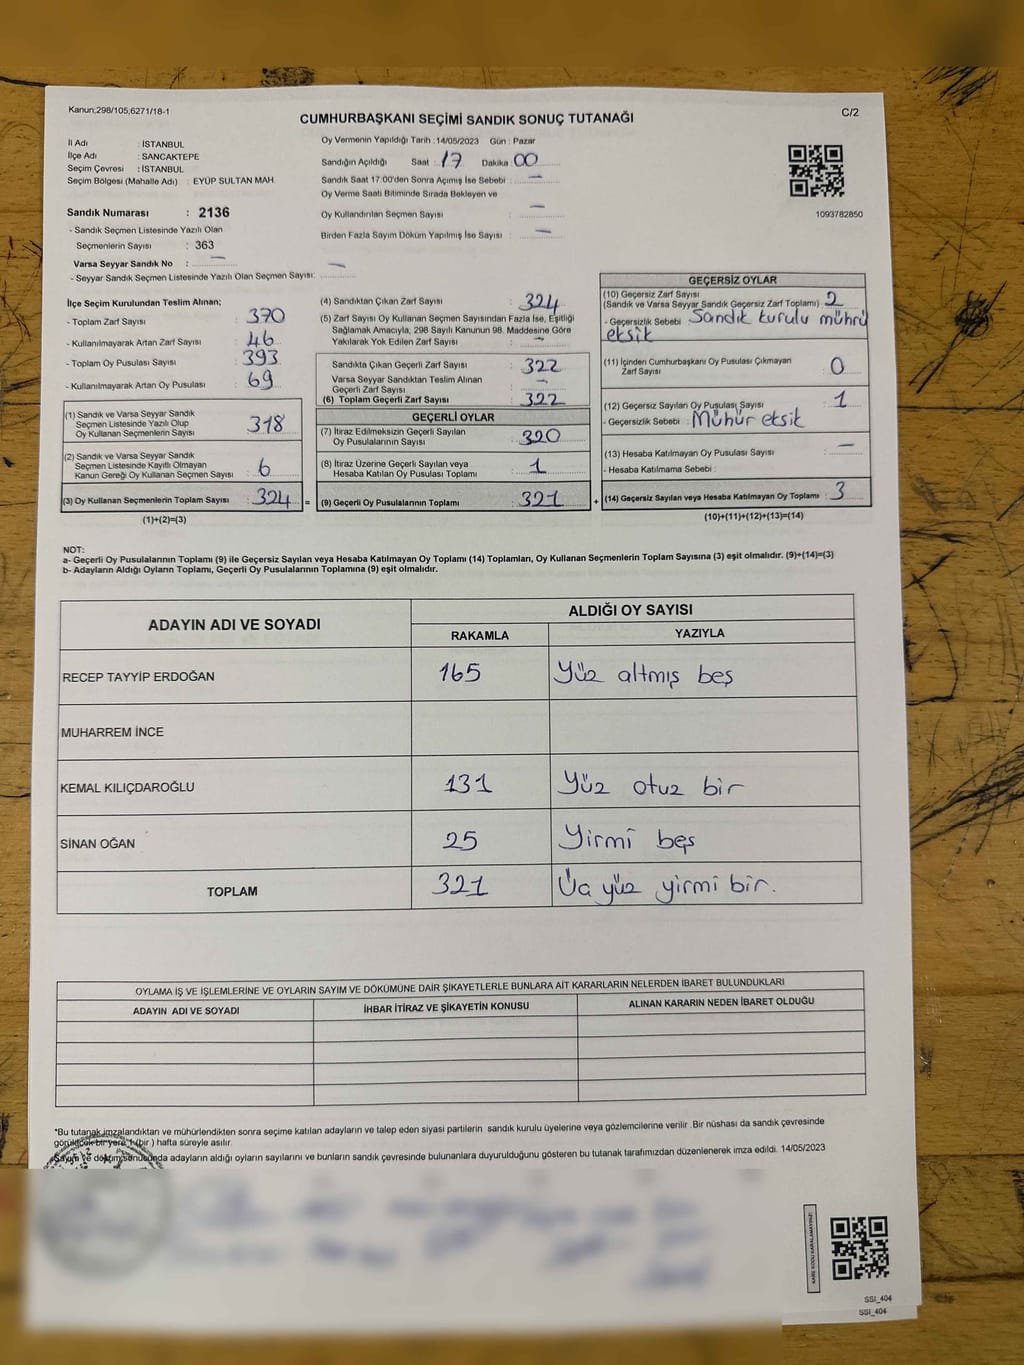 Kanun;298/105;6271/18-1
CUMHURBAŞKANI SEÇİMİ SANDIK SONUÇ TUTANAĞI
C/2
İl Adı : İSTANBUL
İlçe Adı : SANCAKTEPE
Seçim Çevresi : İSTANBUL
Seçim Bölgesi (Mahalle Adı) : EYÜP SULTAN MAH.
Sandık Numarası : 2136
- Sandık Seçmen Listesinde Yazılı Olan
Seçmenlerin Sayısı : 363
Varsa Seyyar Sandık No : —
- Seyyar Sandık Seçmen Listesinde Yazılı Olan Seçmen Sayısı: —
Oy Vermenin Yapıldığı Tarih : 14/05/2023 Gün : Pazar
Sandığın Açıldığı Saat : 17 Dakika : 00
Sandık Saat 17.00'den Sonra Açımış İse Sebebi : —
Oy Verme Saati Bitiminde Sırada Bekleyen ve
Oy Kullandırılan Seçmen Sayısı : —
Birden Fazla Sayım Döküm Yapılmış İse Sayısı : —
1093782850
İlçe Seçim Kurulundan Teslim Alınan;
- Toplam Zarf Sayısı : 370
- Kullanılmayarak Artan Zarf Sayısı : 46
- Toplam Oy Pusulası Sayısı : 393
- Kullanılmayarak Artan Oy Pusulası : 69
(1) Sandık ve Varsa Seyyar Sandık
Seçmen Listesinde Yazılı Olup
Oy Kullanan Seçmenlerin Sayısı : 318
(2) Sandık ve Varsa Seyyar Sandık
Seçmen Listesinde Kayıtlı Olmayan
Kanun Gereği Oy Kullanan Seçmen Sayısı : 6
(3) Oy Kullanan Seçmenlerin Toplam Sayısı : 324 =
(1)+(2)=(3)
(4) Sandıktan Çıkan Zarf Sayısı : 324
(5) Zarf Sayısı Oy Kullanan Seçmen Sayısından Fazla İse, Eşitliği
Sağlamak Amacıyla, 298 Sayılı Kanunun 98. Maddesine Göre
Yakılarak Yok Edilen Zarf Sayısı : —
Sandıkta Çıkan Geçerli Zarf Sayısı : 322
Varsa Seyyar Sandıktan Teslim Alınan
Geçerli Zarf Sayısı : —
(6) Toplam Geçerli Zarf Sayısı : 322
GEÇERLİ OYLAR
(7) İtiraz Edilmeksizin Geçerli Sayılan
Oy Pusulalarının Sayısı : 320
(8) İtiraz Üzerine Geçerli Sayılan veya
Hesaba Katılan Oy Pusulası Toplamı : 1
(9) Geçerli Oy Pusulalarının Toplamı : 321 +
GEÇERSİZ OYLAR
(10) Geçersiz Zarf Sayısı
(Sandık ve Varsa Seyyar Sandık Geçersiz Zarf Toplamı) : 2
- Geçersizlik Sebebi : Sandık kurulu mührü
eksik
(11) İçinden Cumhurbaşkanı Oy Pusulası Çıkmayan
Zarf Sayısı : 0
(12) Geçersiz Sayılan Oy Pusulası Sayısı : 1
- Geçersizlik Sebebi : Mühür eksik
(13) Hesaba Katılmayan Oy Pusulası Sayısı : —
- Hesaba Katılmama Sebebi :
(14) Geçersiz Sayılan veya Hesaba Katılmayan Oy Toplamı : 3
(10)+(11)+(12)+(13)=(14)
NOT:
a- Geçerli Oy Pusulalarının Toplamı (9) ile Geçersiz Sayılan veya Hesaba Katılmayan Oy Toplamı (14) Toplamları, Oy Kullanan Seçmenlerin Toplam Sayısına (3) eşit olmalıdır. (9)+(14)=(3)
b- Adayların Aldığı Oyların Toplamı, Geçerli Oy Pusulalarının Toplamına (9) eşit olmalıdır.
ADAYIN ADI VE SOYADI ALDIĞI OY SAYISI
RAKAMLA YAZIYLA
RECEP TAYYİP ERDOĞAN 165 Yüz altmış beş
MUHARREM İNCE
KEMAL KILIÇDAROĞLU 131 Yüz otuz bir
SİNAN OĞAN 25 Yirmi beş
TOPLAM 321 Üç yüz yirmi bir.
OYLAMA İŞ VE İŞLEMLERİNE VE OYLARIN SAYIM VE DÖKÜMÜNE DAİR ŞİKAYETLERLE BUNLARA AİT KARARLARIN NELERDEN İBARET BULUNDUKLARI
ADAYIN ADI VE SOYADI İHBAR İTİRAZ VE ŞİKAYETİN KONUSU ALINAN KARARIN NEDEN İBARET OLDUĞU
*Bu tutanak imzalandıktan ve mühürlendikten sonra seçime katılan adayların ve talep eden siyasi partilerin sandık kurulu üyelerine veya gözlemcilerine verilir. Bir nüshası da sandık çevresinde
görülecek bir yere 1 (bir ) hafta süreyle asılır.
Sayım ve döküm sonucunda adayların aldığı oyların sayılarını ve bunların sandık çevresinde bulunanlara duyurulduğunu gösteren bu tutanak tarafımızdan düzenlenerek imza edildi. 14/05/2023
KARE KODU KARALAMAYINIZ!
SSİ_404
SSİ_404